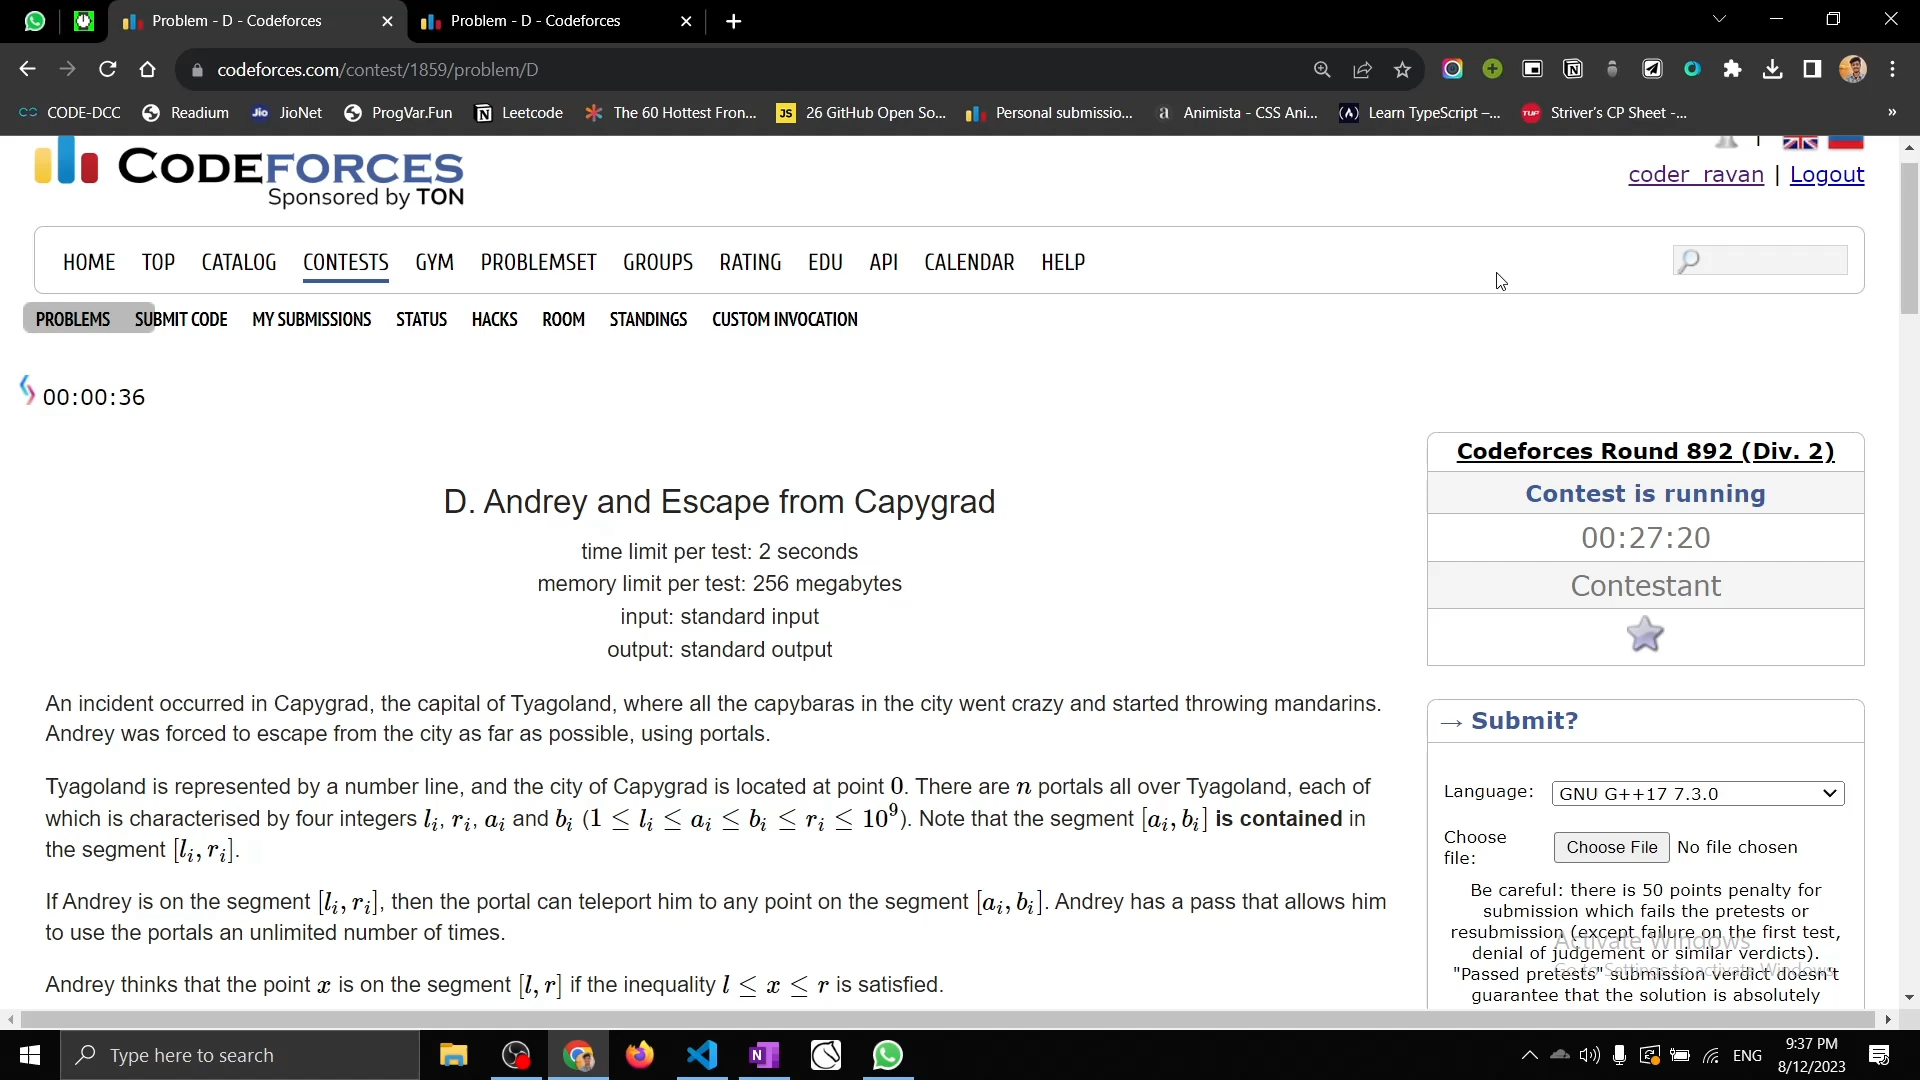 Problem - D - Codeforces
Problem - D - Codeforces
codeforces.com/contest/1859/problem/D
CODE-DCC
Readium
Jio JioNet
ProgVar.Fun
Leetcode
The 60 Hottest Fron...
JS 26 GitHub Open So...
Personal submissio...
a Animista - CSS Ani...
Learn TypeScript –...
TUF Striver's CP Sheet -...
CODEFORCES
Sponsored by TON
coder_ravan | Logout
HOME TOP CATALOG CONTESTS GYM PROBLEMSET GROUPS RATING EDU API CALENDAR HELP
PROBLEMS SUBMIT CODE MY SUBMISSIONS STATUS HACKS ROOM STANDINGS CUSTOM INVOCATION
00:00:36
D. Andrey and Escape from Capygrad
time limit per test: 2 seconds
memory limit per test: 256 megabytes
input: standard input
output: standard output
An incident occurred in Capygrad, the capital of Tyagoland, where all the capybaras in the city went crazy and started throwing mandarins.
Andrey was forced to escape from the city as far as possible, using portals.
Tyagoland is represented by a number line, and the city of Capygrad is located at point 0. There are n portals all over Tyagoland, each of
which is characterised by four integers l_i, r_i, a_i and b_i (1 ≤ l_i ≤ a_i ≤ b_i ≤ r_i ≤ 10^9). Note that the segment [a_i, b_i] is contained in
the segment [l_i, r_i].
If Andrey is on the segment [l_i, r_i], then the portal can teleport him to any point on the segment [a_i, b_i]. Andrey has a pass that allows him
to use the portals an unlimited number of times.
Andrey thinks that the point x is on the segment [l, r] if the inequality l ≤ x ≤ r is satisfied.
Codeforces Round 892 (Div. 2)
Contest is running
00:27:20
Contestant
→ Submit?
Language: GNU G++17 7.3.0
Choose
file:
Choose File No file chosen
Be careful: there is 50 points penalty for
submission which fails the pretests or
resubmission (except failure on the first test,
denial of judgement or similar verdicts).
"Passed pretests" submission verdict doesn't
guarantee that the solution is absolutely
Activate Windows
Go to Settings to activate Windows.
Type here to search
ENG
9:37 PM
8/12/2023